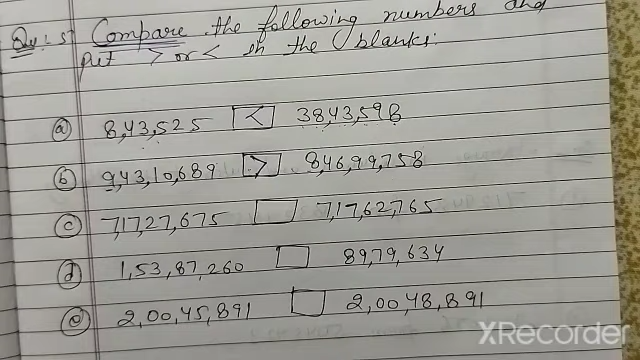 Qu: 5 Compare the following numbers and
put > or < in the blanks:
(a) 8,43,525 < 38,43,598
(b) 9,43,10,689 > 8,46,99,758
(c) 7,17,27,675 7,17,62,765
(d) 1,53,87,260 89,79,634
(e) 2,00,45,891 2,00,48,891
XRecorder